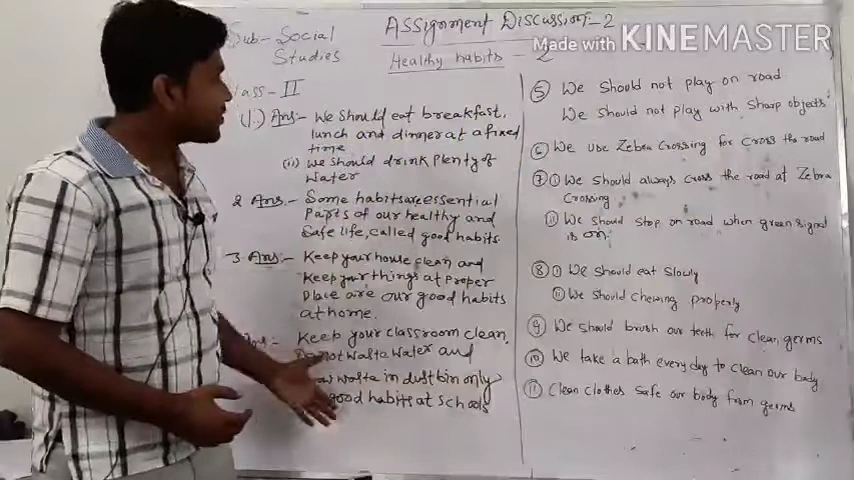 Sub- Social
Studies
Class - II
ASSignment DiscussioN:-2
Healthy habits - 2
Made with KINEMASTER
(1.) Ans - We should eat breakfast,
lunch and dinner at a fixed
time
(ii) We should drink plenty of
Water
2 Ans.- Some habits are essential
Parts of our healthy and
Safe life, called good habits.
3 Ans:- Keep your house clean and
Keep your things at proper
Place are our good habits
at home.
Ans:- Keep your classroom clean,
Do not waste water and
waste in dustbin only
good habits at schools
5 We should not play on road
We should not play with sharp objects.
6 We use Zebra Crossing for cross the road
7 i We should always cross the road at Zebra
Crossing
ii We should stop on road when green signal
is on.
8 i We should eat slowly
ii We should chewing properly
9 We should brush our teeth for clean germs
10 We take a bath every day to clean our body
11 Clean clothes safe our body from germs